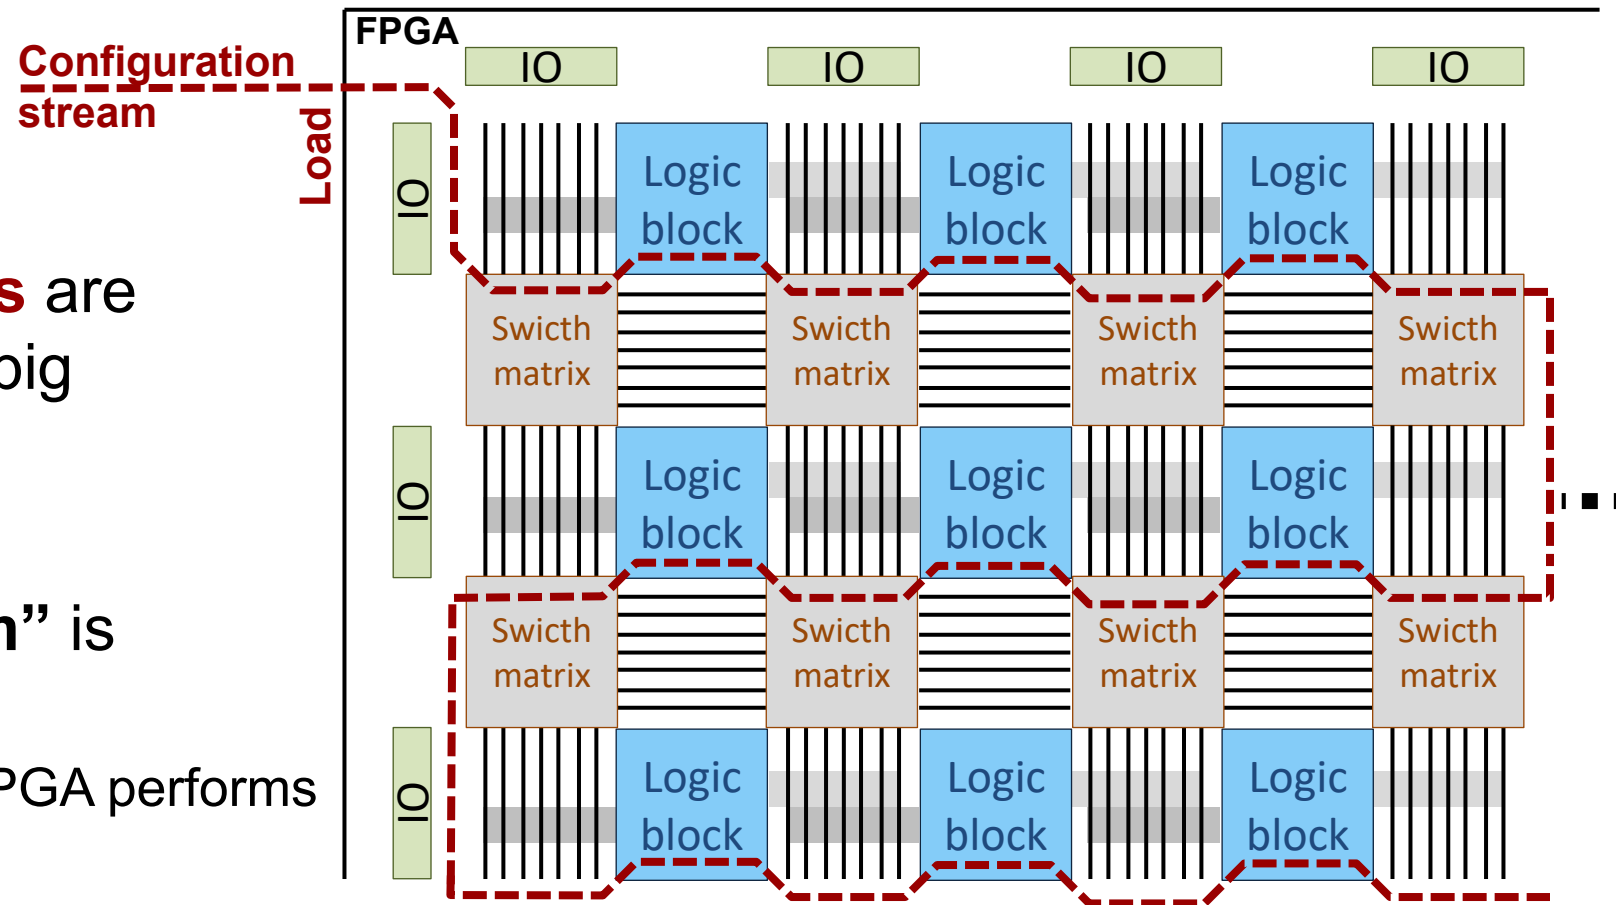 FPGA
Configuration
stream
Load
IO IO IO IO
IO
Logic Logic Logic
block block block
are
big
Swicth Swicth Swicth Swicth
matrix matrix matrix matrix
IO
Logic Logic Logic
block block block
is
Swicth Swicth Swicth Swicth
matrix matrix matrix matrix
performs
IO
Logic Logic Logic
block block block